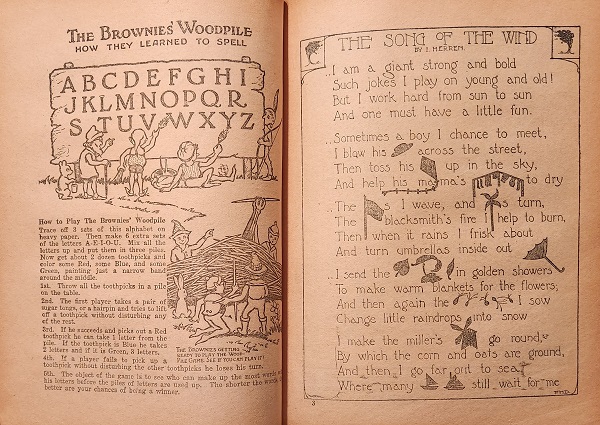 THE BROWNIES' WOODPILE
HOW THEY LEARNED TO SPELL
ABCDEFGHI
JKLMNOPQR
STUVWXYZ
How to Play The Brownies' Woodpile
Trace off 3 sets of this alphabet on
heavy paper. Then make 6 extra sets
of the letters A-E-I-O-U. Mix all the
letters up and put them in three piles.
Now get about 2 dozen toothpicks and
color some Red, some Blue, and some
Green, painting just a narrow band
around the middle.
1st. Throw all the toothpicks in a pile
on the table.
2nd. The first player takes a pair of
sugar tongs, or a hairpin and tries to lift
off a toothpick without disturbing any
of the rest.
3rd. If he succeeds and picks out a Red
toothpick he can take 1 letter from the
pile. If the toothpick is Blue he takes
2 letters and if it is Green, 3 letters.
4th. If a player fails to pick up a
toothpick without disturbing the other toothpicks he loses his turn.
5th. The object of the game is to see who can make up the most words
his letters before the piles of letters are used up. The shorter the words
better are your chances of being a winner.
THE BROWNIES GETTING
READY TO PLAY THE WOOD-
PILE GAME. SEE IF YOU CAN PLAY IT!
THE SONG OF THE WIND
BY I. HERREN.
I am a giant strong and bold
Such jokes I play on young and old!
But I work hard from sun to sun
And one must have a little fun.
Sometimes a boy I chance to meet,
I blow his across the street,
Then toss his up in the sky,
And help his mamma's to dry
The s I wave, and s turn,
The blacksmith's fire I help to burn,
Then when it rains I frisk about
And turn umbrellas inside out
I send the in golden showers
To make warm blankets for the flowers;
And then again the I sow
Change little raindrops into snow
I make the miller's go round,
By which the corn and oats are ground,
And then I go far out to sea
Where many still wait for me
3